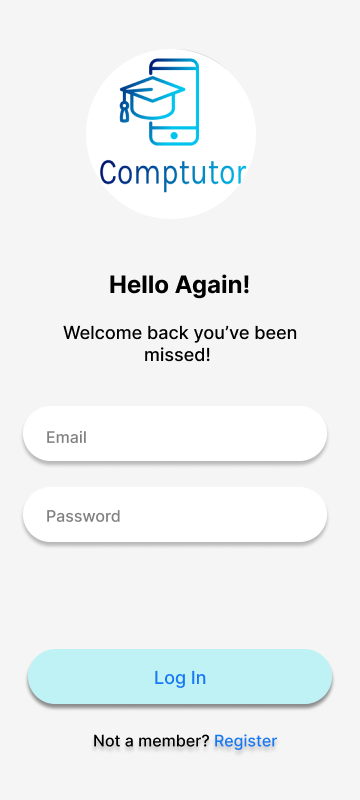 Comptutor
Hello Again!
Welcome back you’ve been
missed!
Email
Password
Log In
Not a member? Register